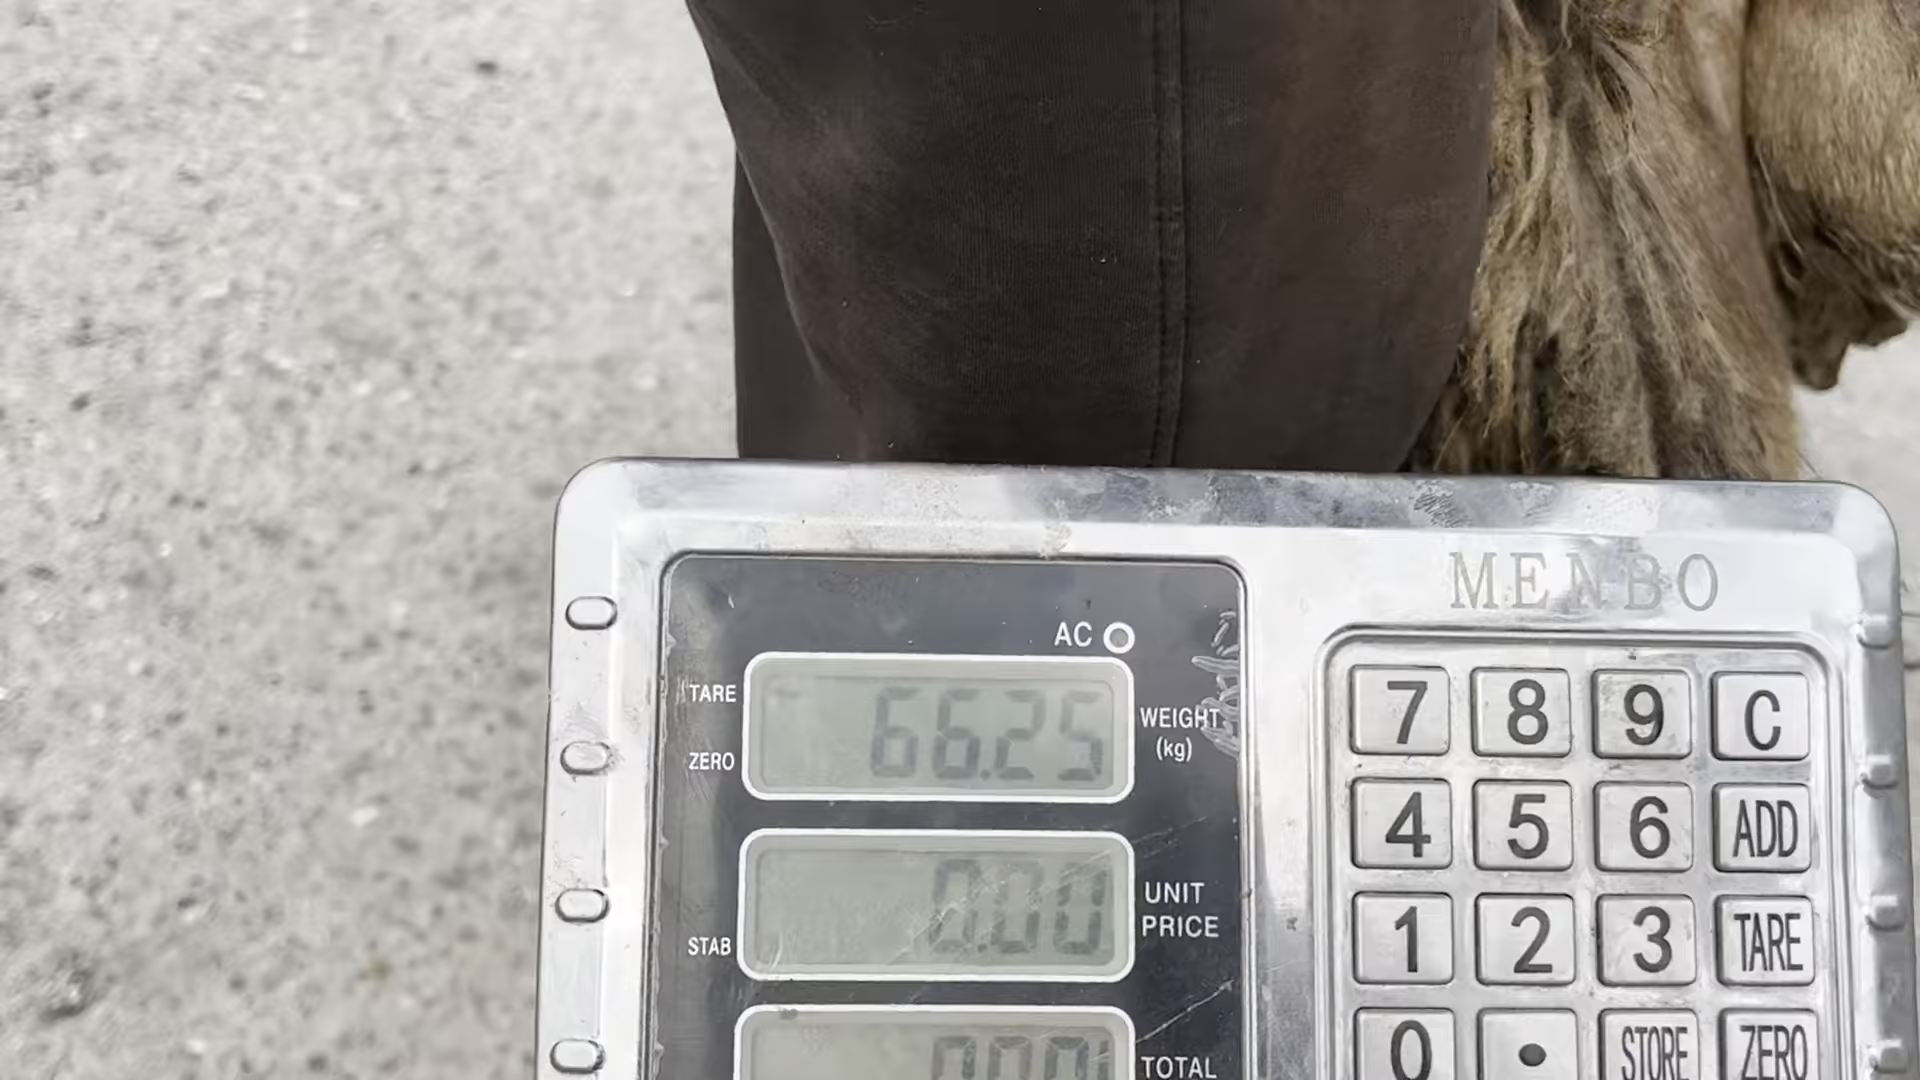 MENBO
AC
TARE
66.25
WEIGHT
(kg)
ZERO
0.00
UNIT
PRICE
STAB
TOTAL
7 8 9 C
4 5 6 ADD
1 2 3 TARE
0 . STORE ZERO